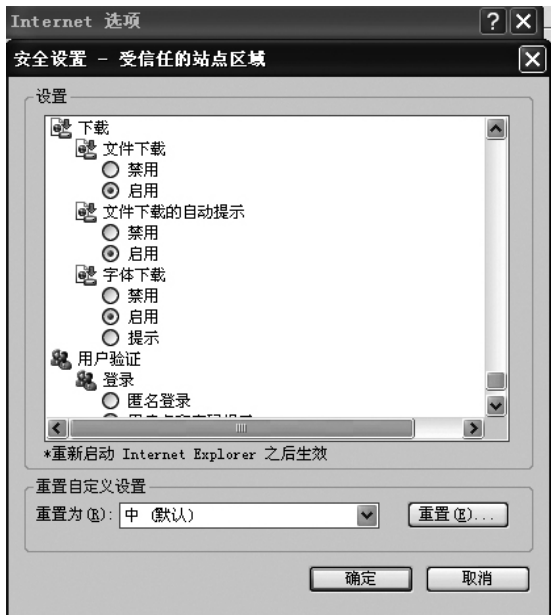 Internet 选项
安全设置 - 受信任的站点区域
设置
下载
文件下载
禁用
启用
文件下载的自动提示
禁用
启用
字体下载
禁用
启用
提示
用户验证
登录
匿名登录
*重新启动 Internet Explorer 之后生效
重置自定义设置
重置为(R): 中 (默认) 重置(E)...
确定 取消